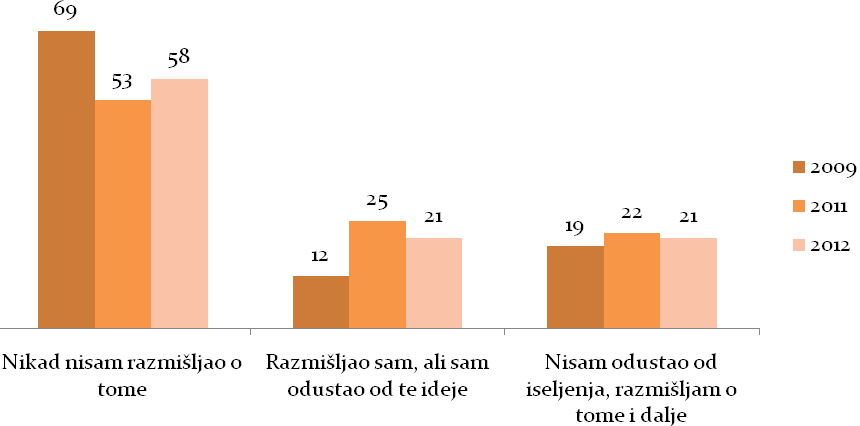 69
53
58
12
25
21
19
22
21
2009
2011
2012
Nikad nisam razmišljao o
tome
Razmišljao sam, ali sam
odustao od te ideje
Nisam odustao od
iseljenja, razmišljam o
tome i dalje